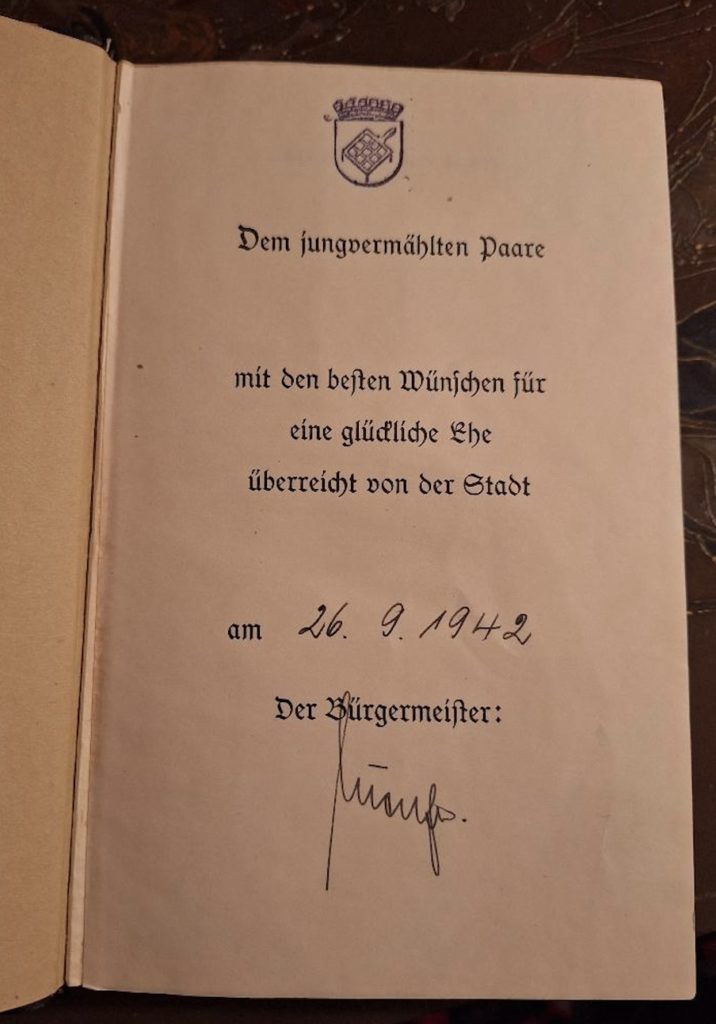 Dem jungvermählten Paare
mit den besten Wünschen für
eine glückliche Ehe
überreicht von der Stadt
am 26. 9. 1942
Der Bürgermeister: